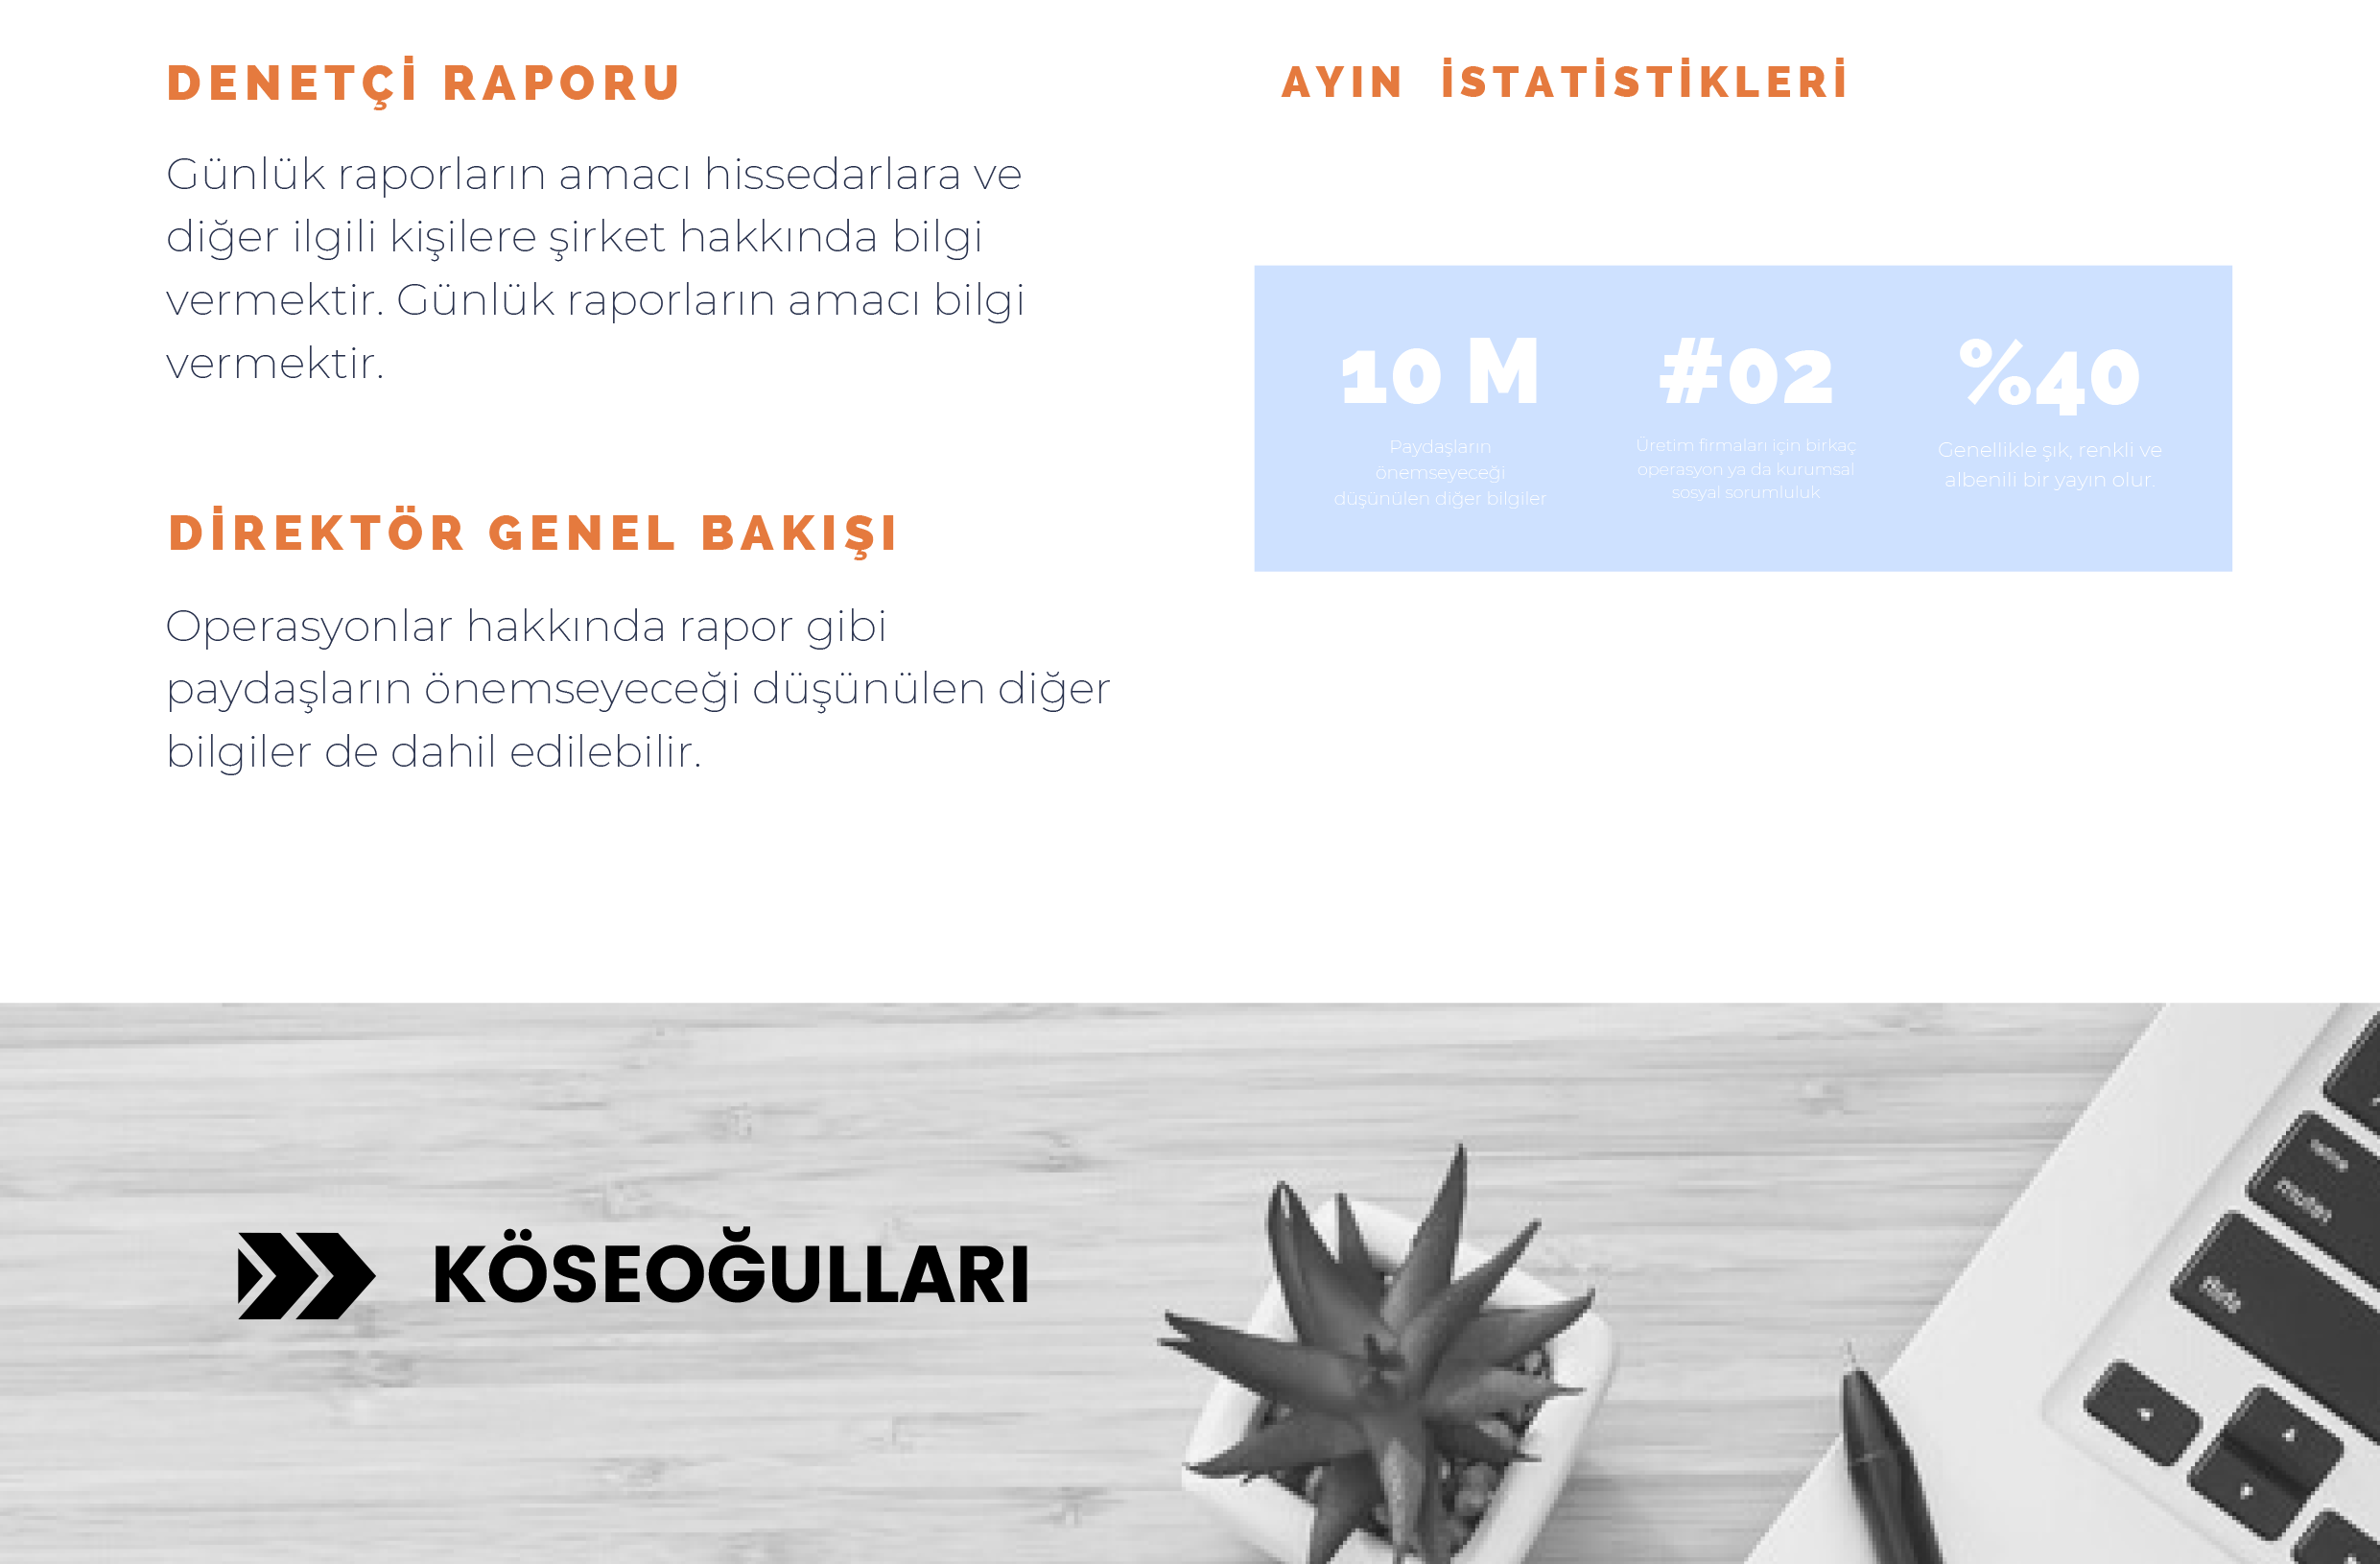 DENETÇİ RAPORU
Günlük raporların amacı hissedarlara ve
diğer ilgili kişilere şirket hakkında bilgi
vermektir. Günlük raporların amacı bilgi
vermektir.
DİREKTÖR GENEL BAKIŞI
Operasyonlar hakkında rapor gibi
paydaşların önemseyeceği düşünülen diğer
bilgiler de dahil edilebilir.
AYIN İSTATİSTİKLERİ
10 M
Paydaşların
önemseyeceği
düşünülen diğer bilgiler
#02
Üretim firmaları için birkaç
operasyon ya da kurumsal
sosyal sorumluluk
%40
Genellikle şık, renkli ve
albenili bir yayın olur.
KÖSEOĞULLARI